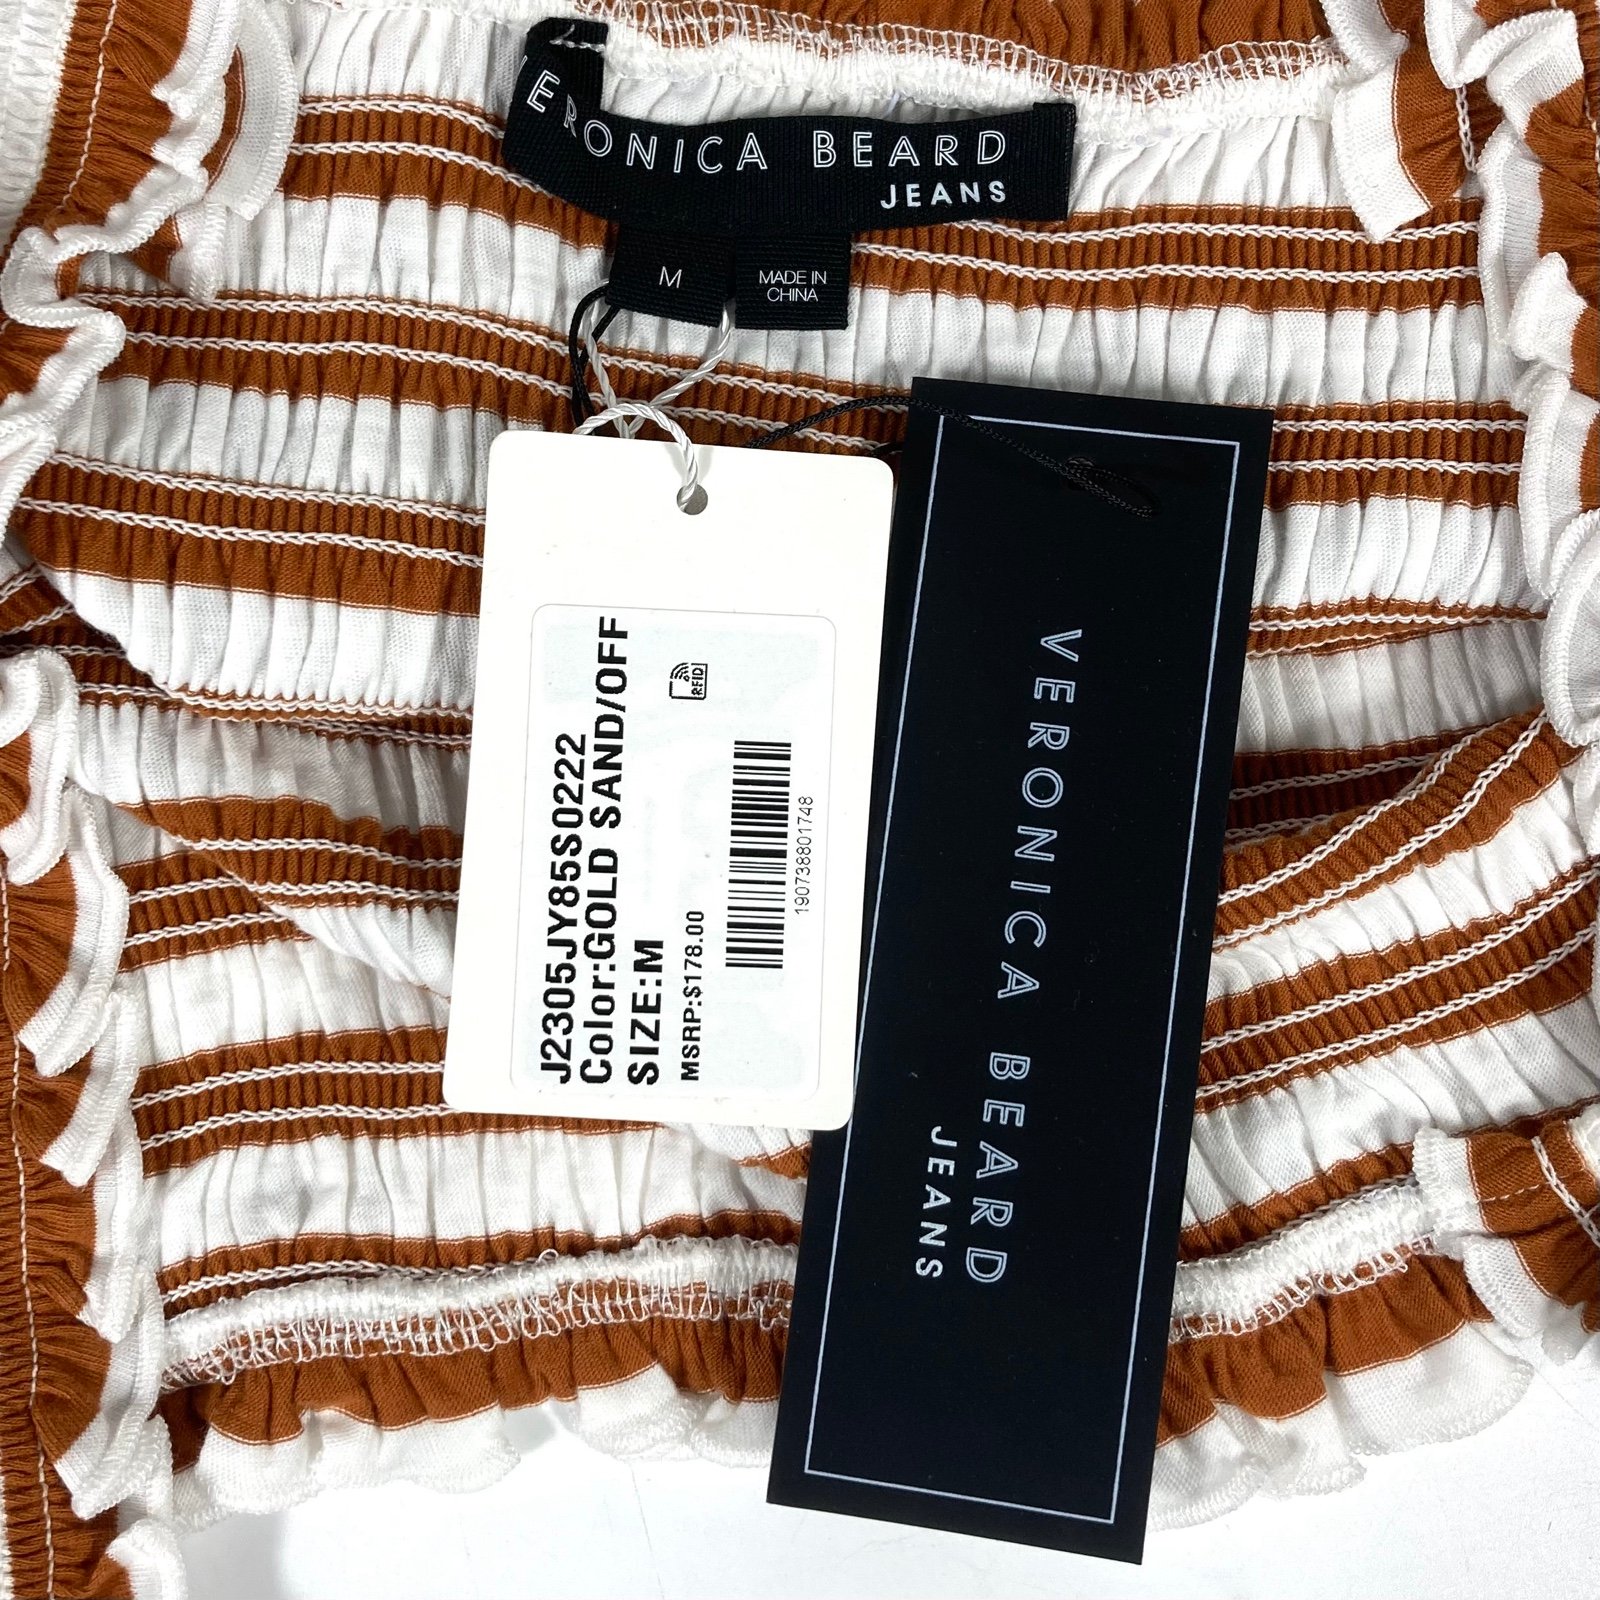 VERONICA BEARD
JEANS
M
MADE IN
CHINA
J2305JY85S0222
Color:GOLD SAND/OFF
SIZE:M
MSRP:$178.00
190738801748
RFID
VERONICA BEARD
JEANS